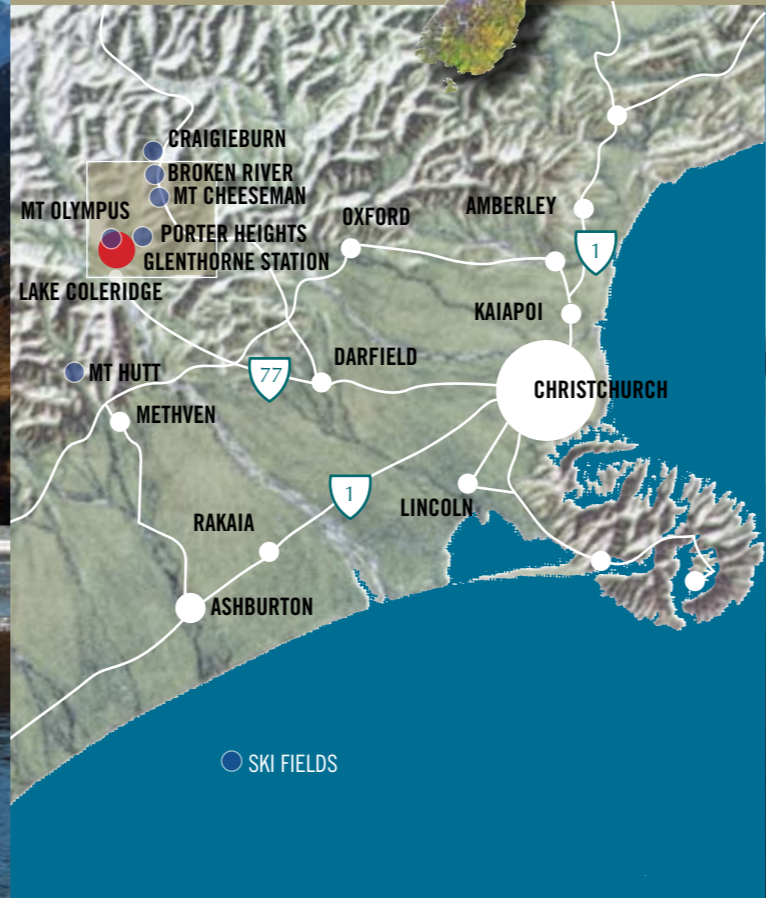 CRAIGIEBURN
BROKEN RIVER
MT CHEESEMAN
MT OLYMPUS
OXFORD
AMBERLEY
PORTER HEIGHTS
1
GLENTHORNE STATION
LAKE COLERIDGE
KAIAPOI
DARFIELD
MT HUTT
77
CHRISTCHURCH
METHVEN
1
LINCOLN
RAKAIA
ASHBURTON
SKI FIELDS